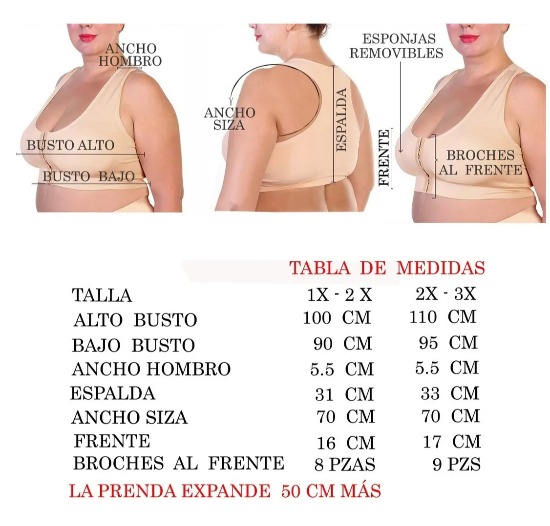 ANCHO
HOMBRO
BUSTO ALTO
BUSTO BAJO
ANCHO
SIZA
ESPALDA
ESPONJAS
REMOVIBLES
FRENTE
BROCHES
AL FRENTE
TABLA DE MEDIDAS
TALLA 1X - 2 X 2X - 3X
ALTO BUSTO 100 CM 110 CM
BAJO BUSTO 90 CM 95 CM
ANCHO HOMBRO 5.5 CM 5.5 CM
ESPALDA 31 CM 33 CM
ANCHO SIZA 70 CM 70 CM
FRENTE 16 CM 17 CM
BROCHES AL FRENTE 8 PZAS 9 PZS
LA PRENDA EXPANDE 50 CM MÁS